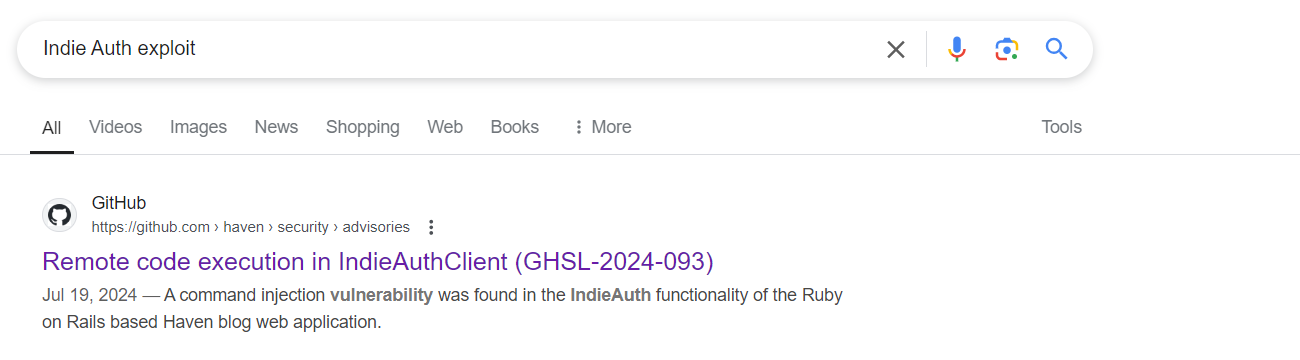 Indie Auth exploit
All Videos Images News Shopping Web Books More Tools
GitHub
https://github.com › haven › security › advisories
Remote code execution in IndieAuthClient (GHSL-2024-093)
Jul 19, 2024 — A command injection vulnerability was found in the IndieAuth functionality of the Ruby
on Rails based Haven blog web application.